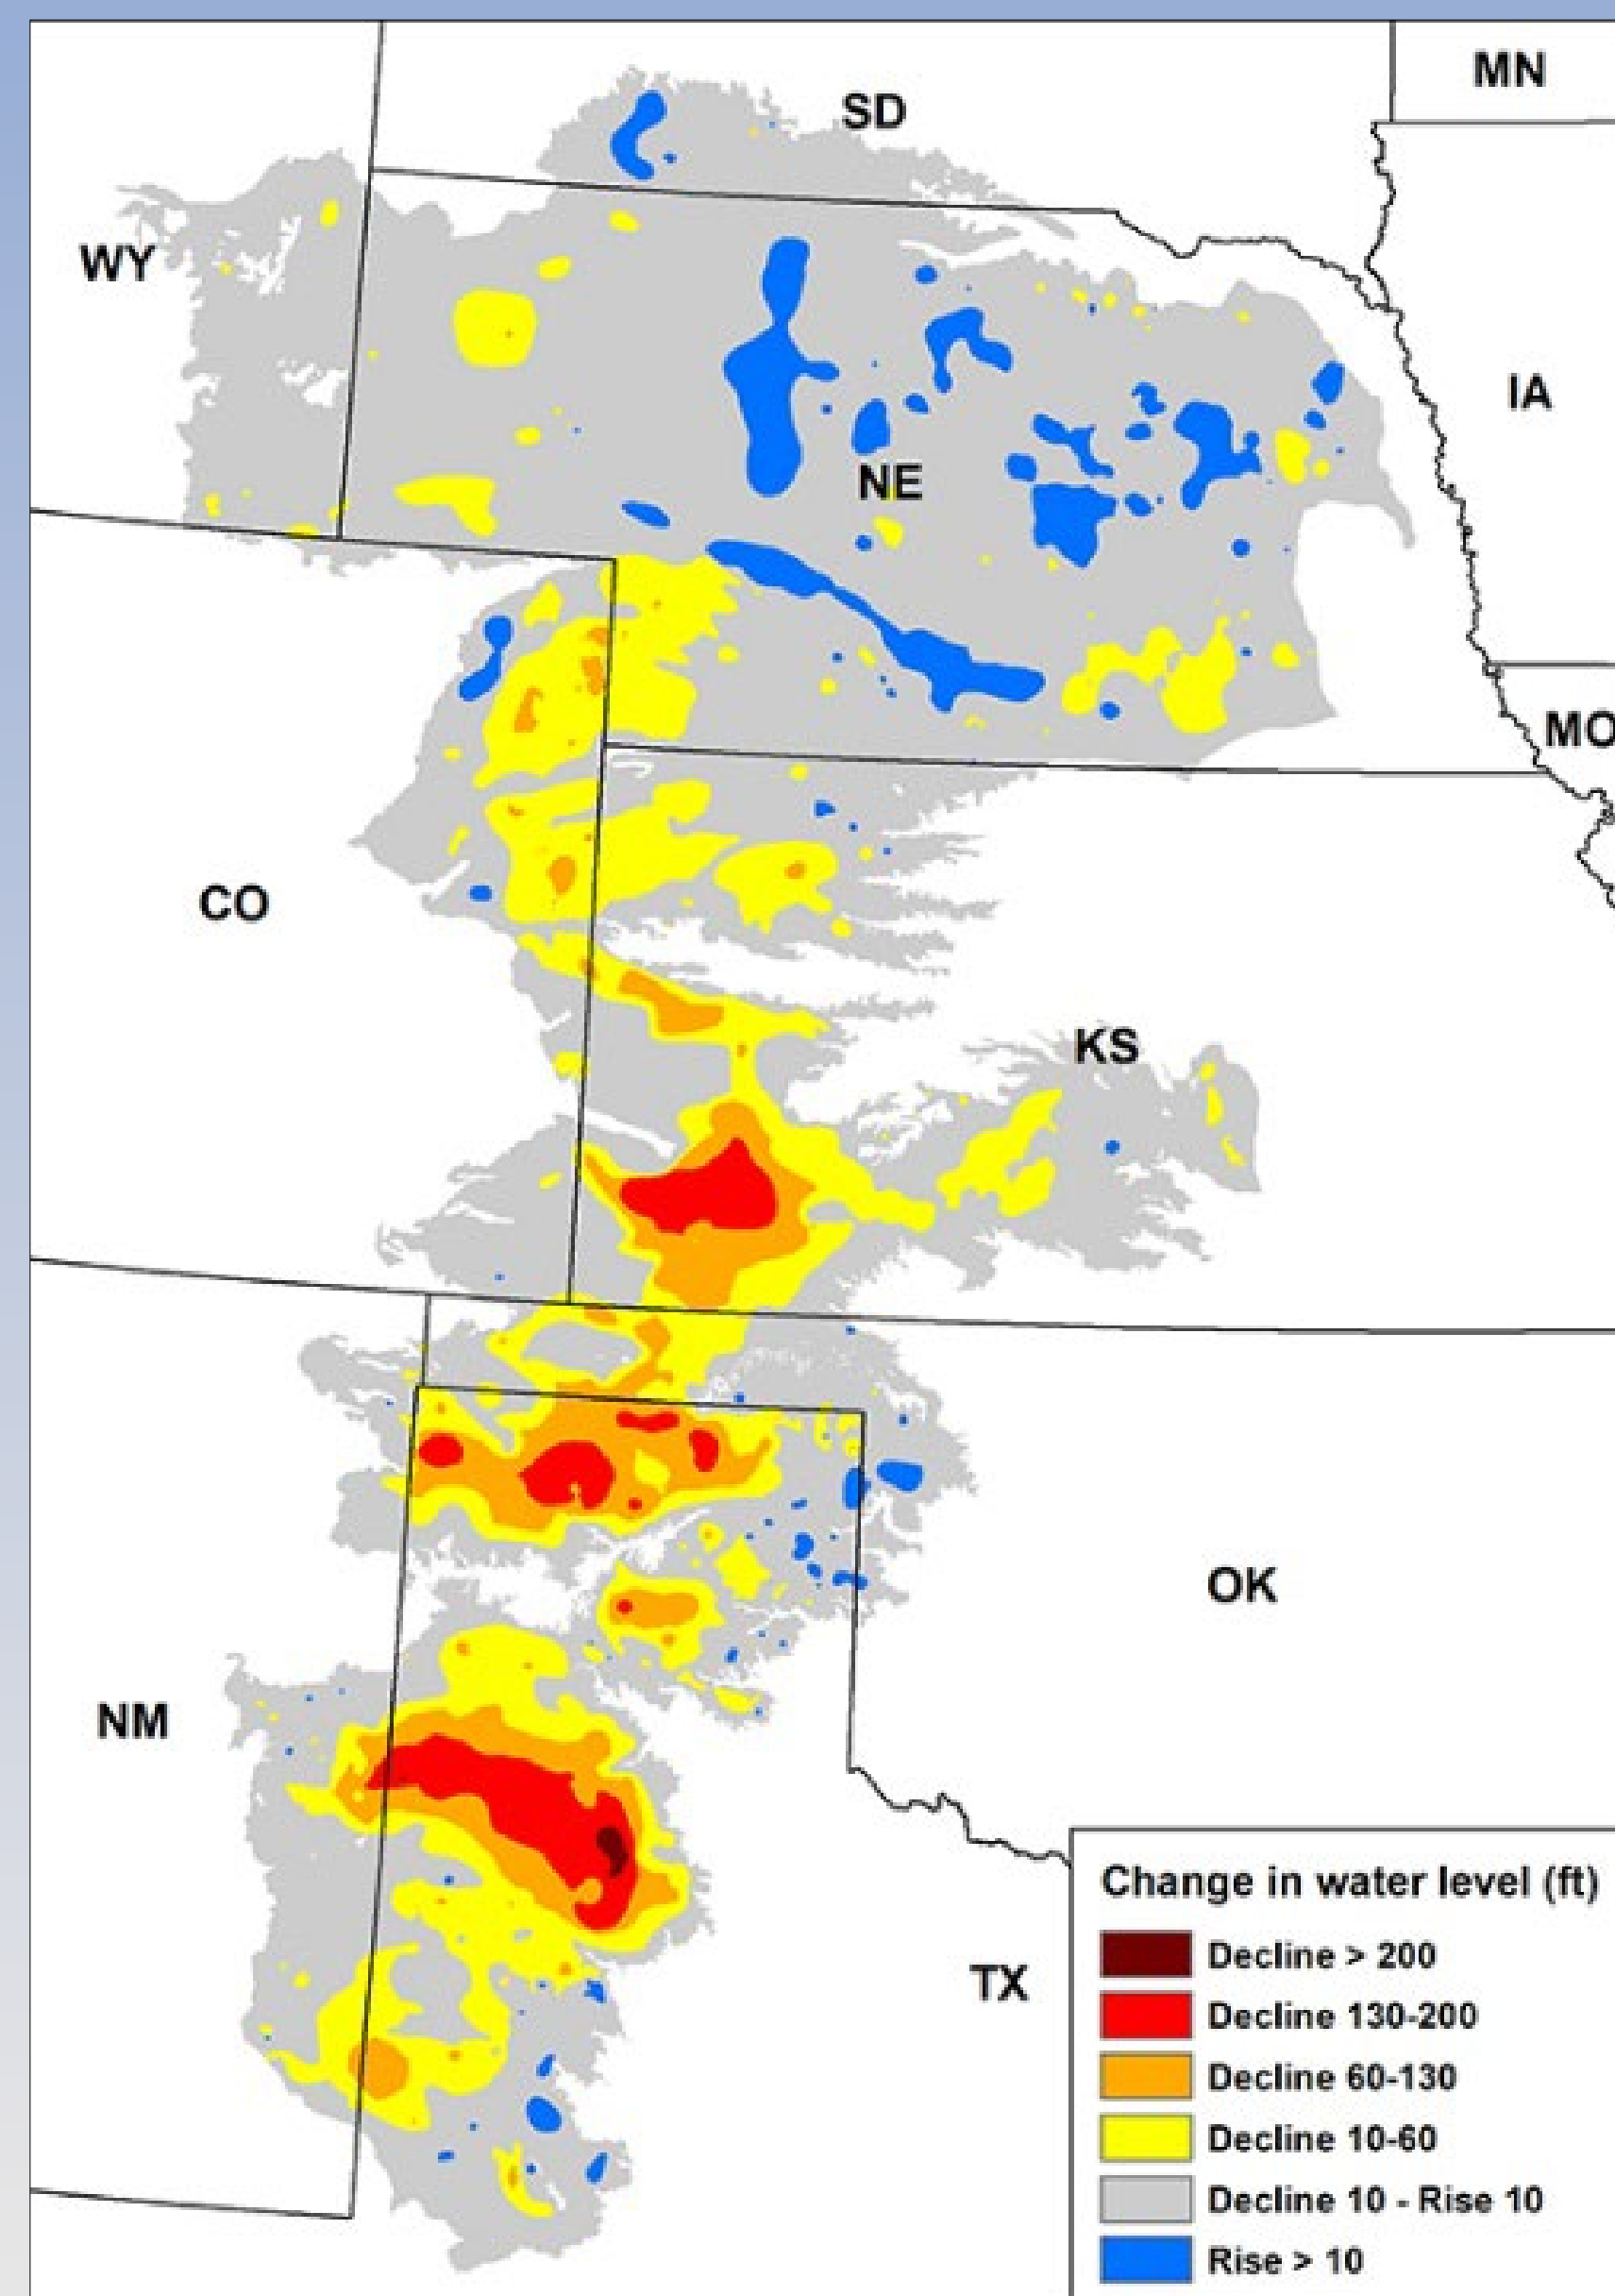 MN
SD
WY
IA
NE
MO
CO
KS
OK
NM
TX
Change in water level (ft)
Decline > 200
Decline 130-200
Decline 60-130
Decline 10-60
Decline 10 - Rise 10
Rise > 10